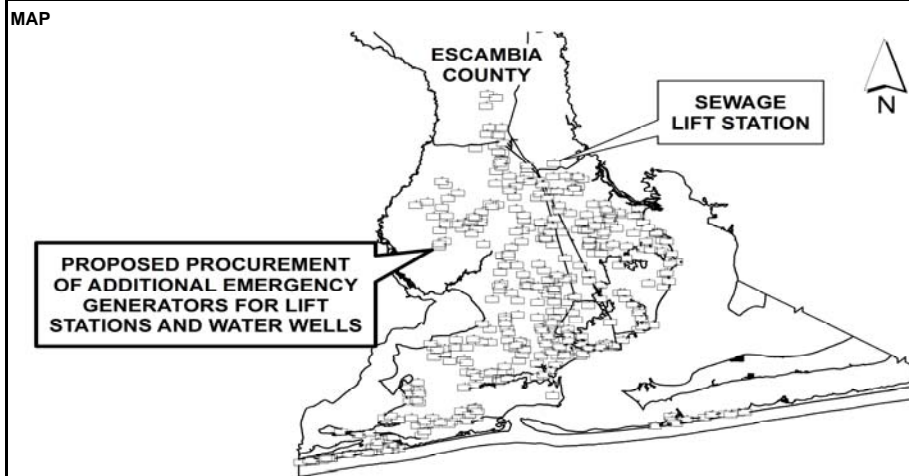 MAP
ESCAMBIA
COUNTY
SEWAGE
LIFT STATION
N
PROPOSED PROCUREMENT
OF ADDITIONAL EMERGENCY
GENERATORS FOR LIFT
STATIONS AND WATER WELLS